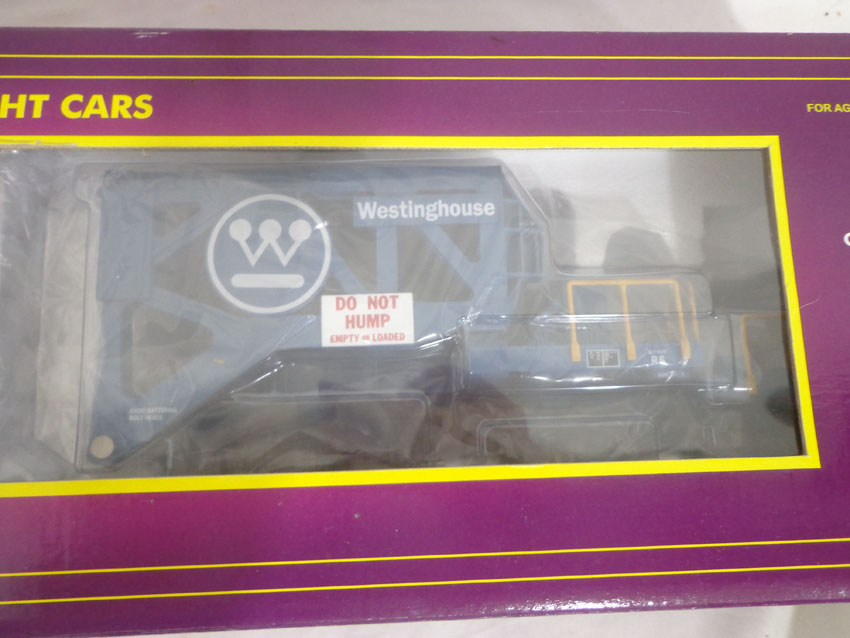 HT CARS
FOR AG
Westinghouse
DO NOT
HUMP
EMPTY OR LOADED